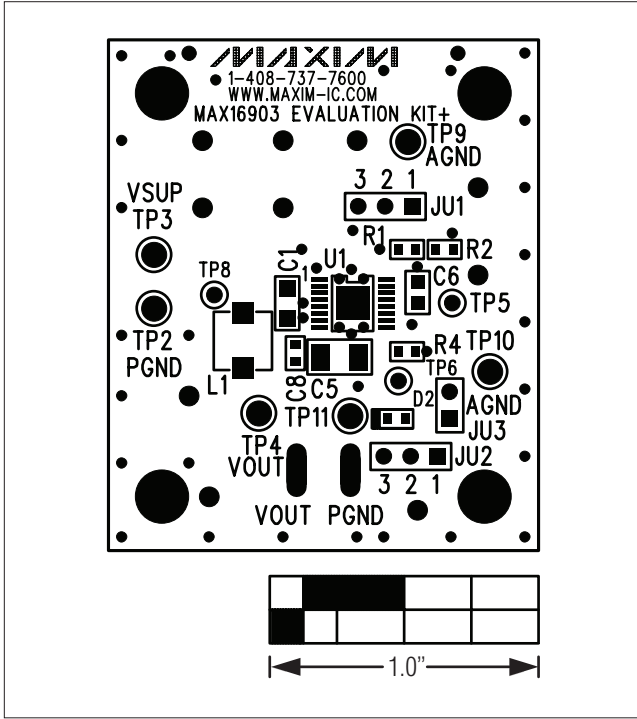 MAXIM
1-408-737-7600
WWW.MAXIM-IC.COM
MAX16903 EVALUATION KIT+
TP9
AGND
3 2 1
JU1
VSUP
TP3
R1
R2
U1
C1
1
C6
TP8
TP5
TP2
PGND
L1
R4
TP10
TP6
C8
C5
D2
AGND
JU3
TP11
TP4
VOUT
JU2
3 2 1
VOUT PGND
1.0”